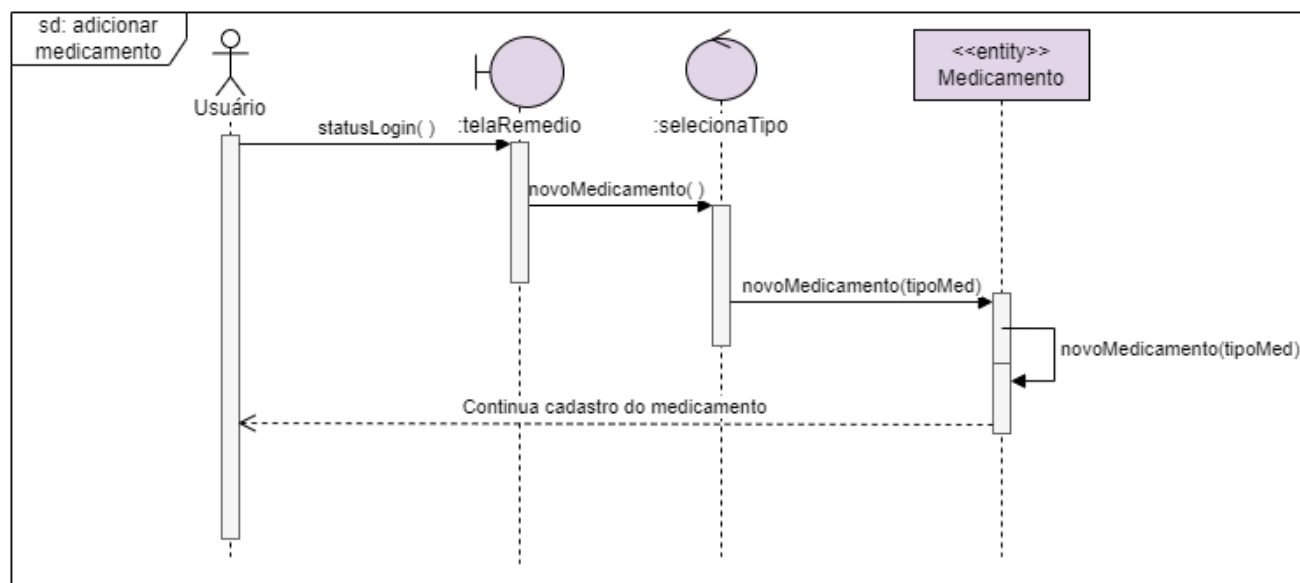 sd: adicionar
medicamento
Usuário
:telaRemedio
:selecionaTipo
<<entity>>
Medicamento
statusLogin( )
novoMedicamento( )
novoMedicamento(tipoMed)
novoMedicamento(tipoMed)
Continua cadastro do medicamento